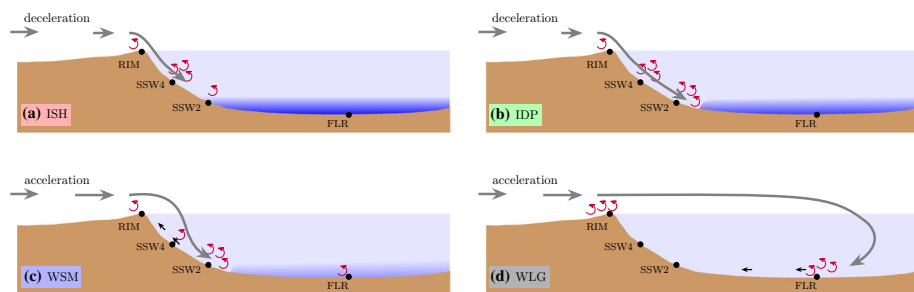 deceleration
RIM
SSW4
SSW2
FLR
(a) ISH
deceleration
RIM
SSW4
SSW2
FLR
(b) IDP
acceleration
RIM
SSW4
SSW2
FLR
(c) WSM
acceleration
RIM
SSW4
SSW2
FLR
(d) WLG